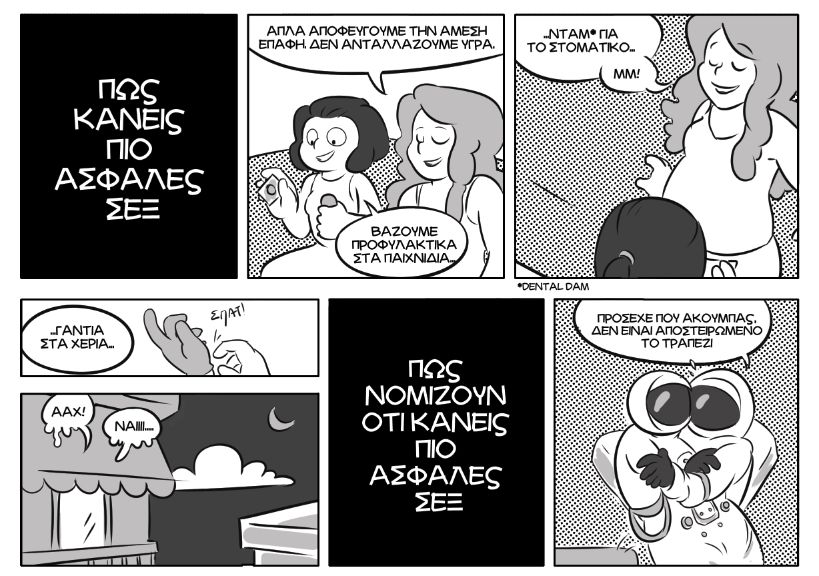 ΠΩΣ
ΚΑΝΕΙΣ
ΠΙΟ
ΑΣΦΑΛΕΣ
ΣΕΞ
ΑΠΛΑ ΑΠΟΦΕΥΓΟΥΜΕ ΤΗΝ ΑΜΕΣΗ
ΕΠΑΦΗ. ΔΕΝ ΑΝΤΑΛΛΑΖΟΥΜΕ ΥΓΡΑ.
ΒΑΖΟΥΜΕ
ΠΡΟΦΥΛΑΚΤΙΚΑ
ΣΤΑ ΠΑΙΧΝΙΔΙΑ...
...ΝΤΑΜ* ΓΙΑ
ΤΟ ΣΤΟΜΑΤΙΚΟ...
ΜΜ!
*DENTAL DAM
...ΓΑΝΤΙΑ
ΣΤΑ ΧΕΡΙΑ...
ΣΠΑΤ!
ΑΑΧ!
ΝΑΙΙΙΙ....
ΠΩΣ
ΝΟΜΙΖΟΥΝ
ΟΤΙ ΚΑΝΕΙΣ
ΠΙΟ
ΑΣΦΑΛΕΣ
ΣΕΞ
ΠΡΟΣΕΧΕ ΠΟΥ ΑΚΟΥΜΠΑΣ,
ΔΕΝ ΕΙΝΑΙ ΑΠΟΣΤΕΙΡΩΜΕΝΟ
ΤΟ ΤΡΑΠΕΖΙ